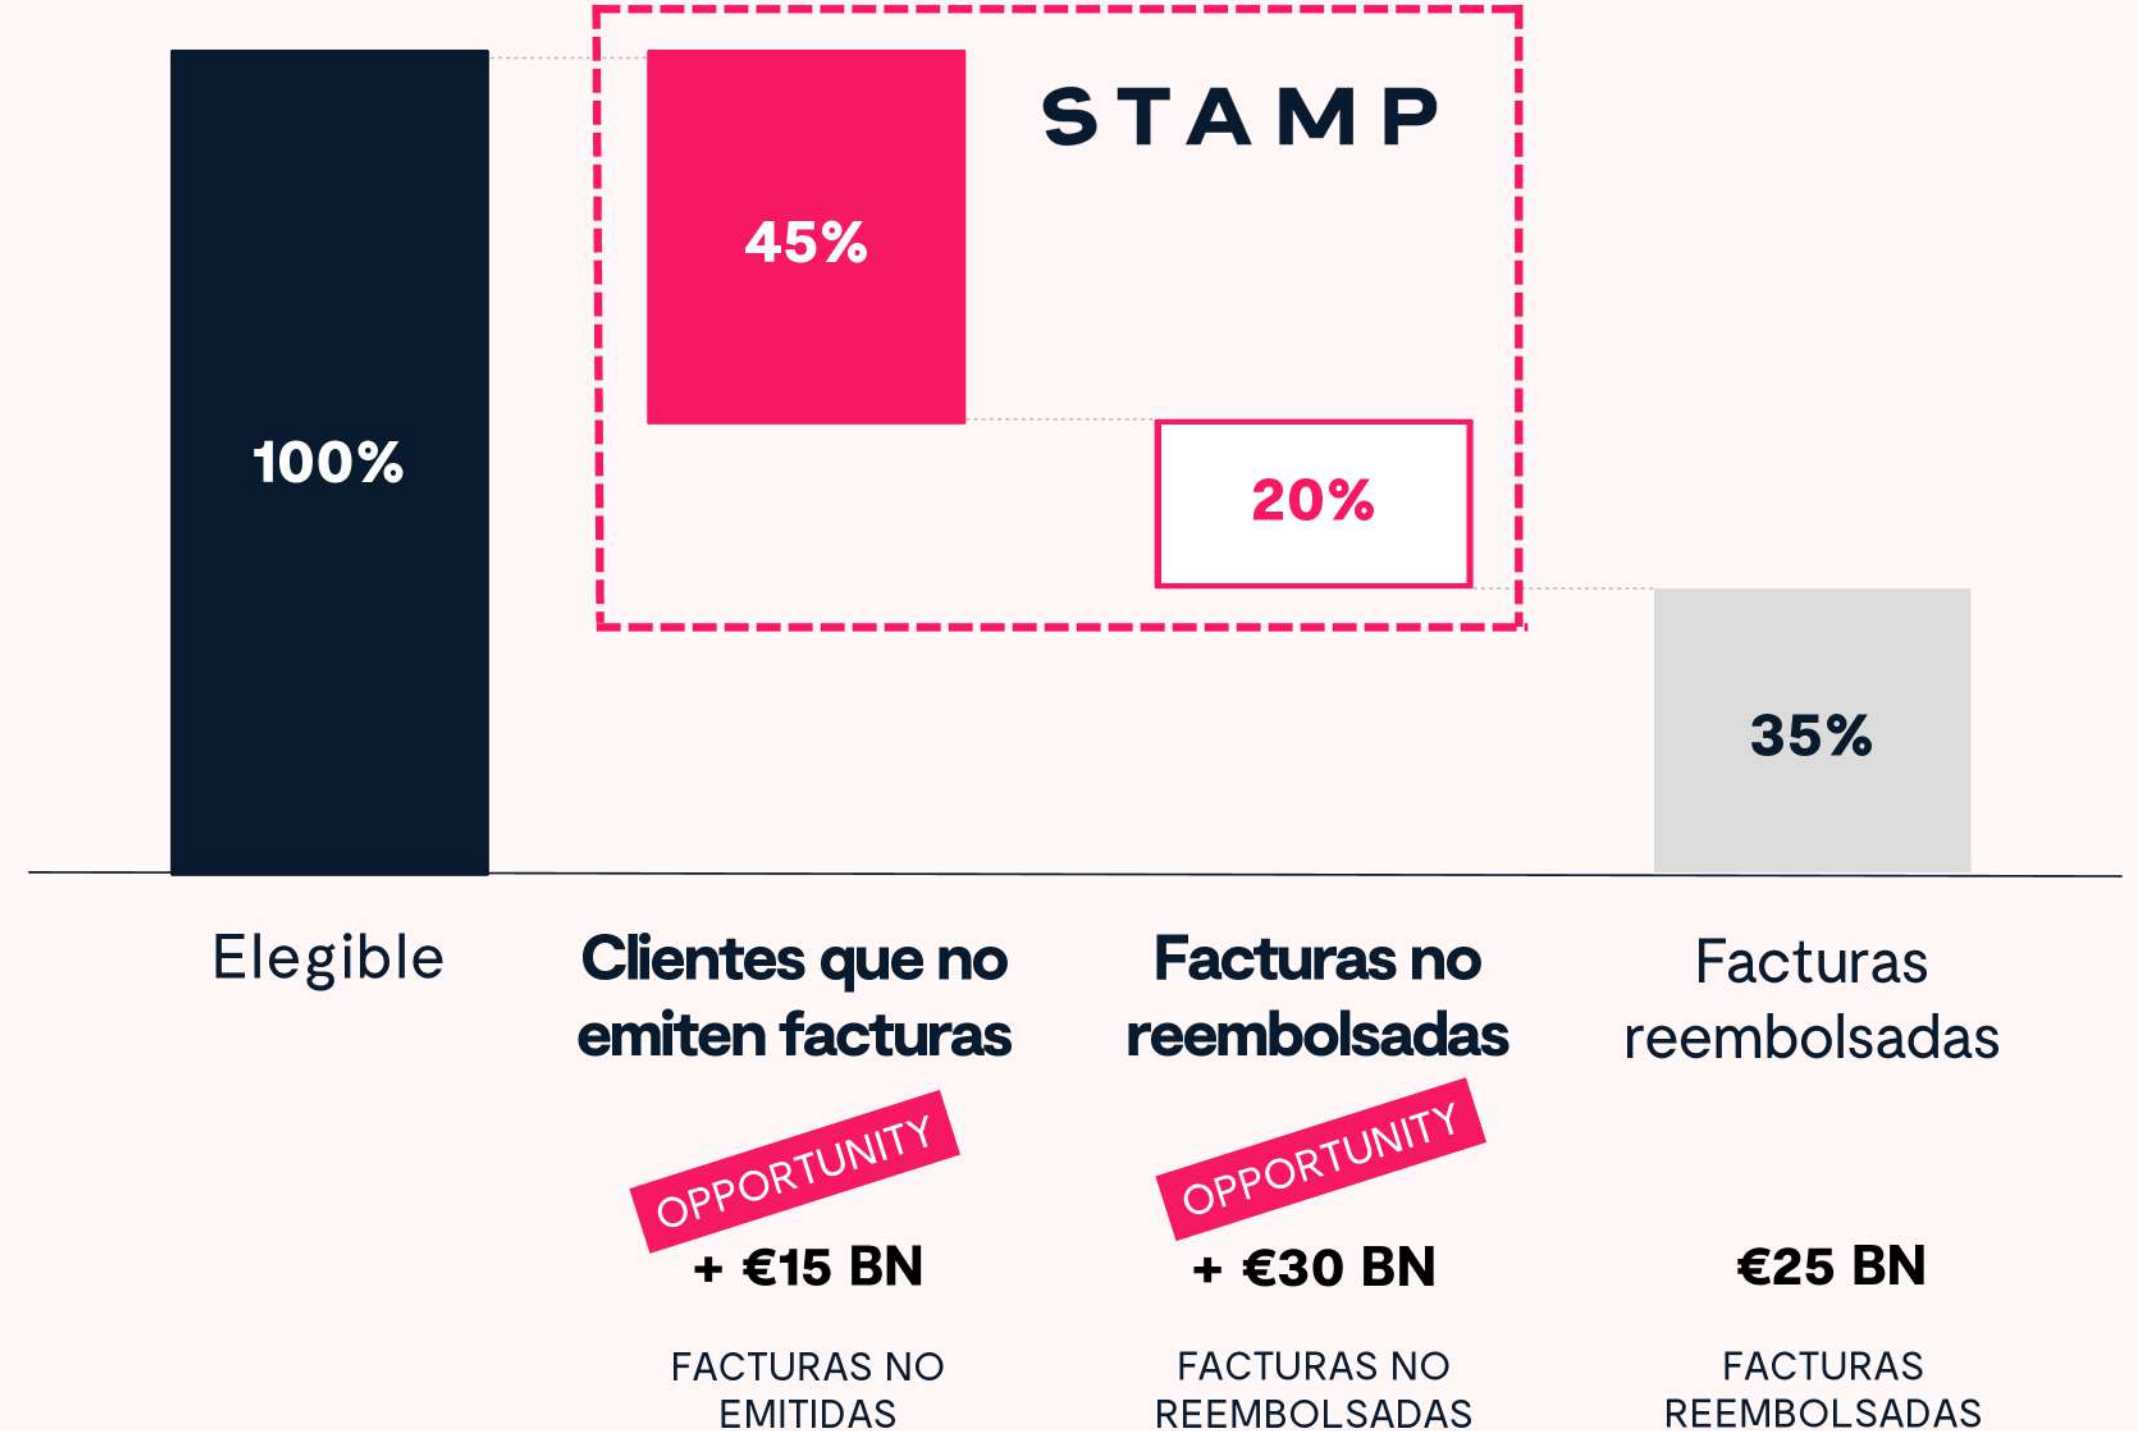 STAMP
100%
45%
20%
35%
Elegible
Clientes que no
emiten facturas
Facturas no
reembolsadas
Facturas
reembolsadas
OPPORTUNITY
OPPORTUNITY
+ €15 BN
+ €30 BN
€25 BN
FACTURAS NO
EMITIDAS
FACTURAS NO
REEMBOLSADAS
FACTURAS
REEMBOLSADAS